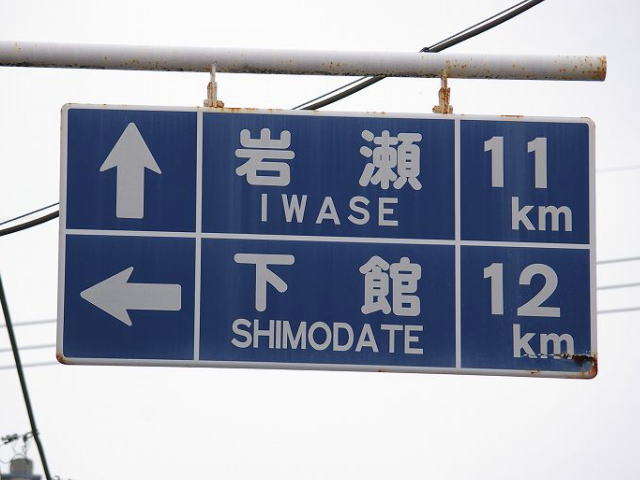 岩瀬 11
IWASE km
下館 12
SHIMODATE km